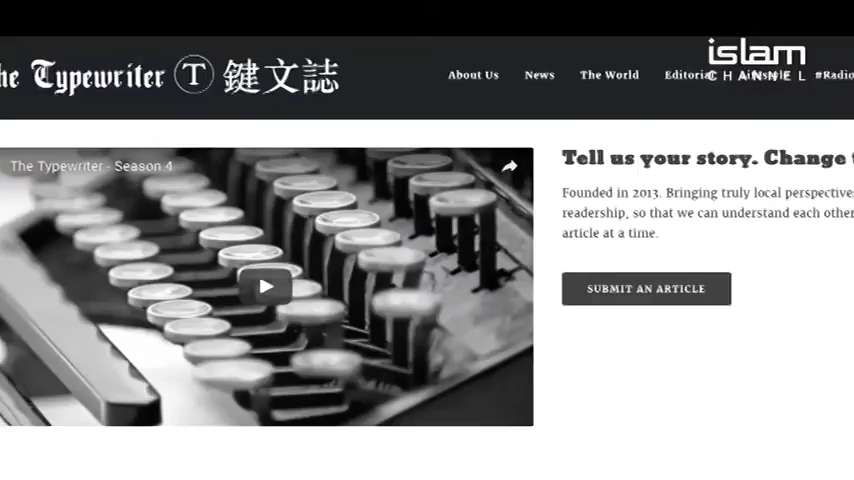 islam
CHANNEL
he Typewriter T 鍵文誌
About Us News The World Editorial Lifestyle #Radio
The Typewriter - Season 4
Tell us your story. Change
Founded in 2013. Bringing truly local perspective
readership, so that we can understand each other
article at a time.
SUBMIT AN ARTICLE